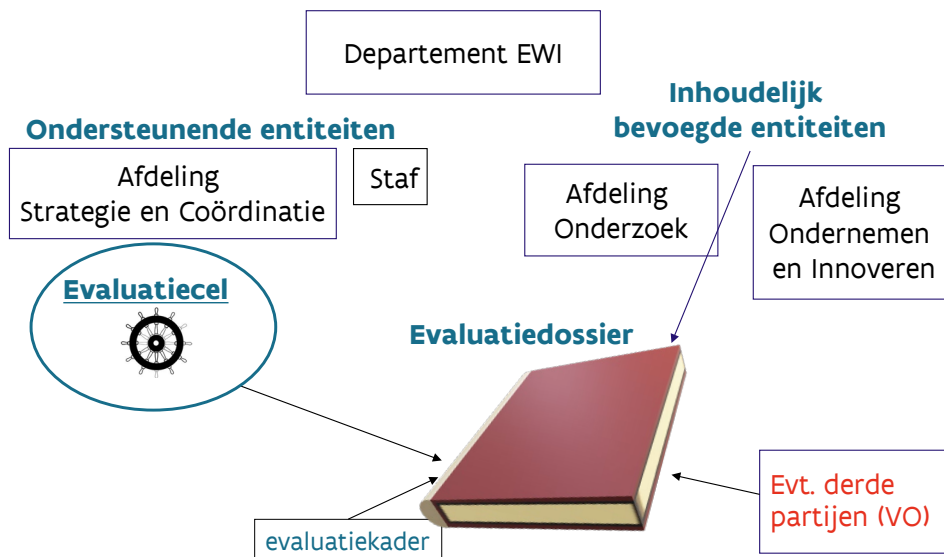 Departement EWI
Ondersteunende entiteiten
Inhoudelijk
bevoegde entiteiten
Afdeling
Strategie en Coördinatie
Staf
Afdeling
Onderzoek
Afdeling
Ondernemen
en Innoveren
Evaluatiecel
Evaluatiedossier
Evt. derde
partijen (VO)
evaluatiekader